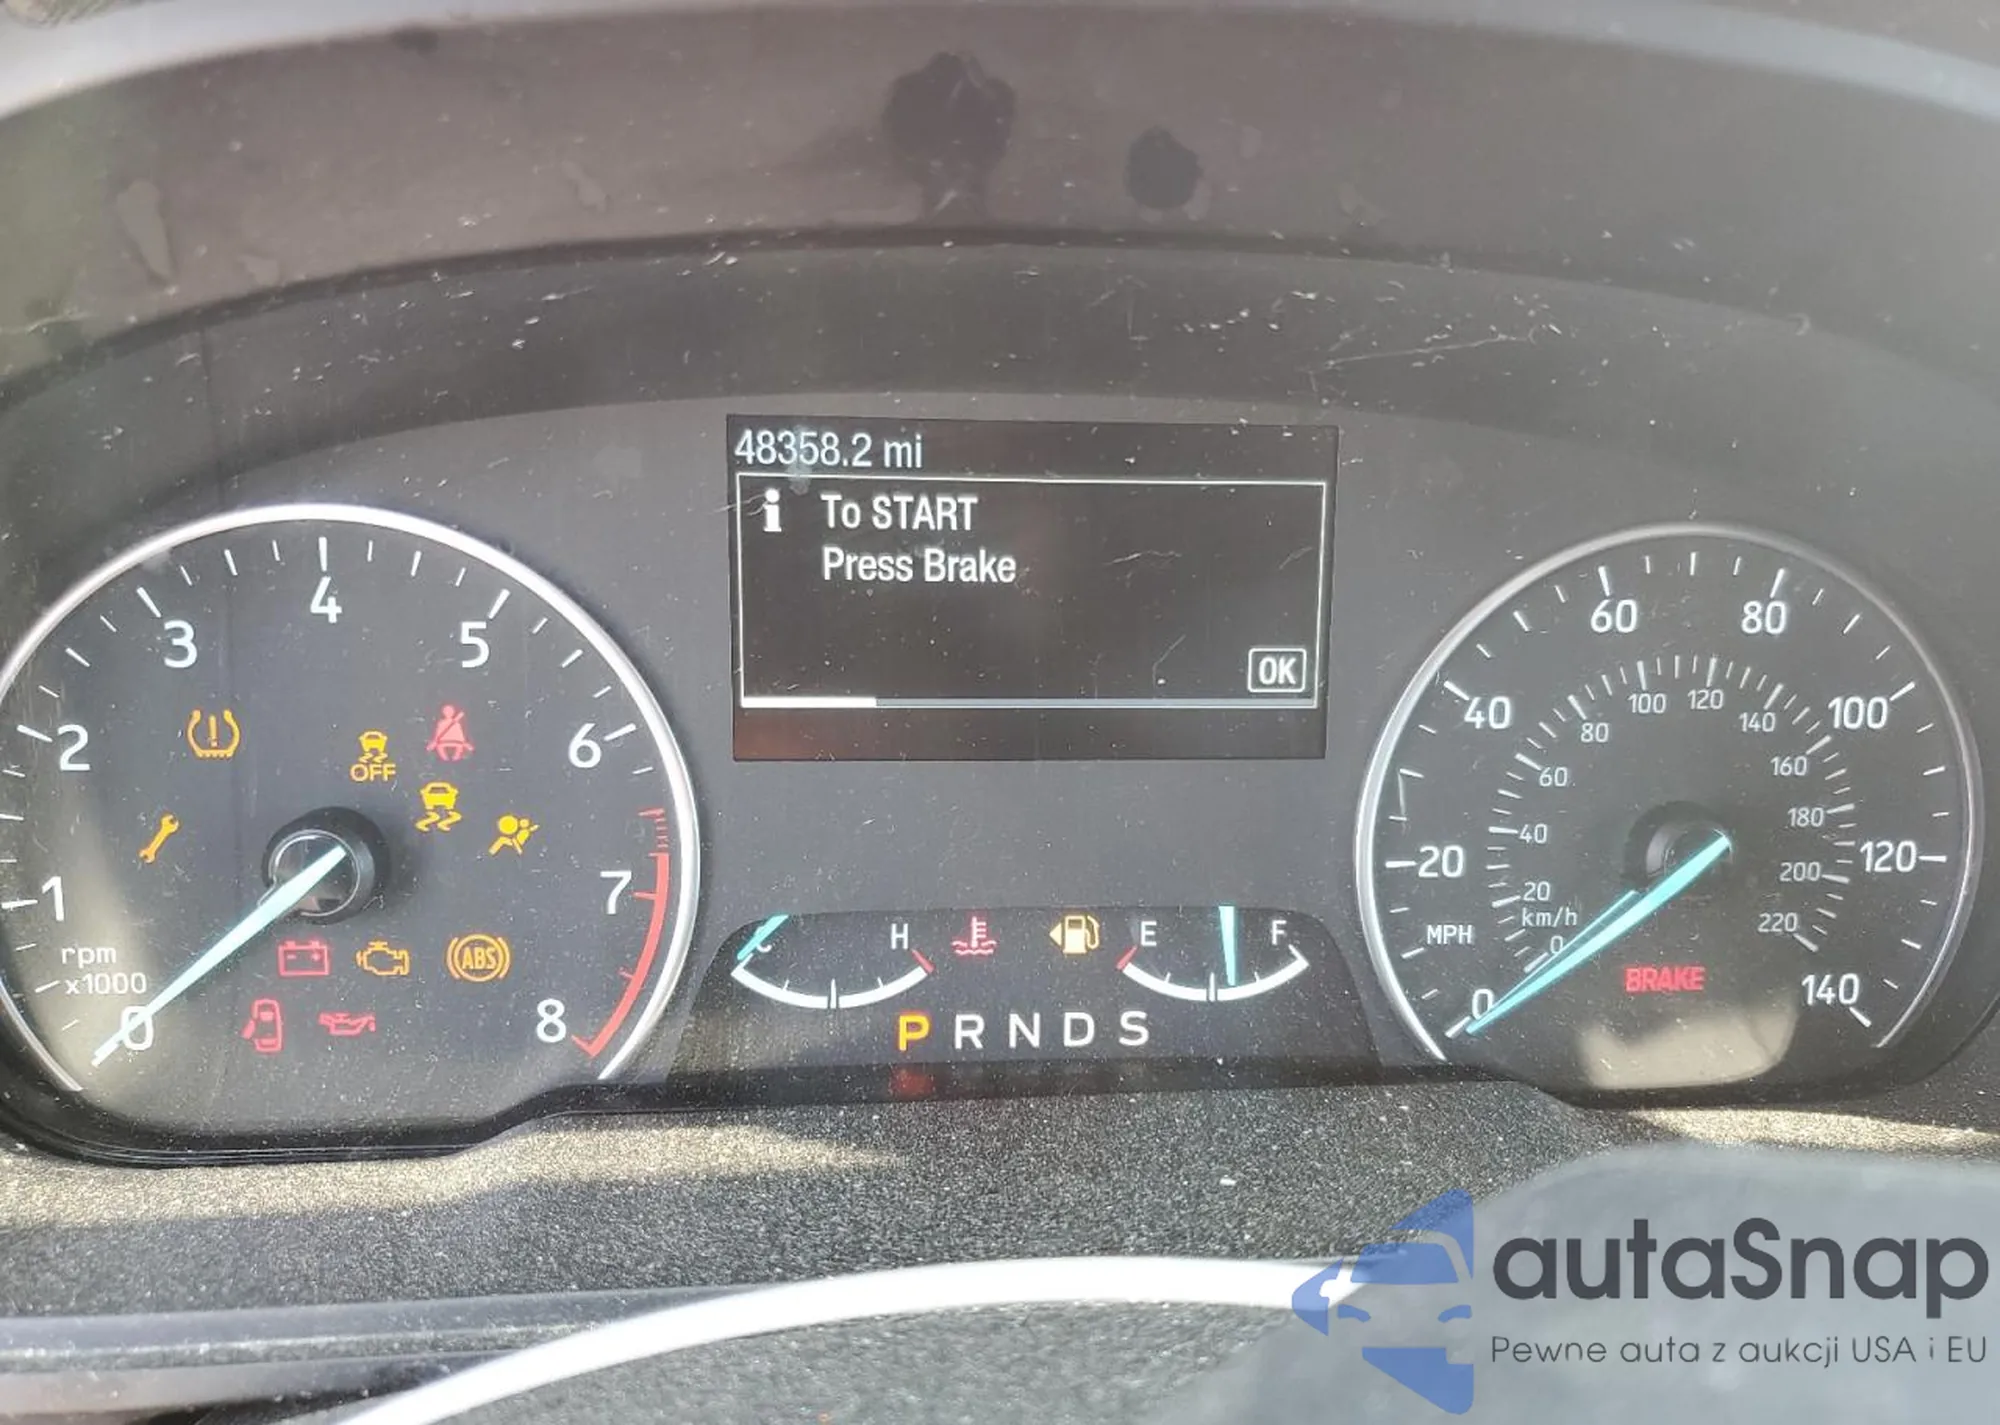 48358.2 mi
i To START
Press Brake
OK
0 1 2 3 4 5 6 7 8
rpm
x1000
OFF
ABS
C H
E F
P R N D S
0 20 40 60 80 100 120 140
MPH
0 20 40 60 80 100 120 140 160 180 200 220
km/h
BRAKE
autaSnap
Pewne auta z aukcji USA i EU